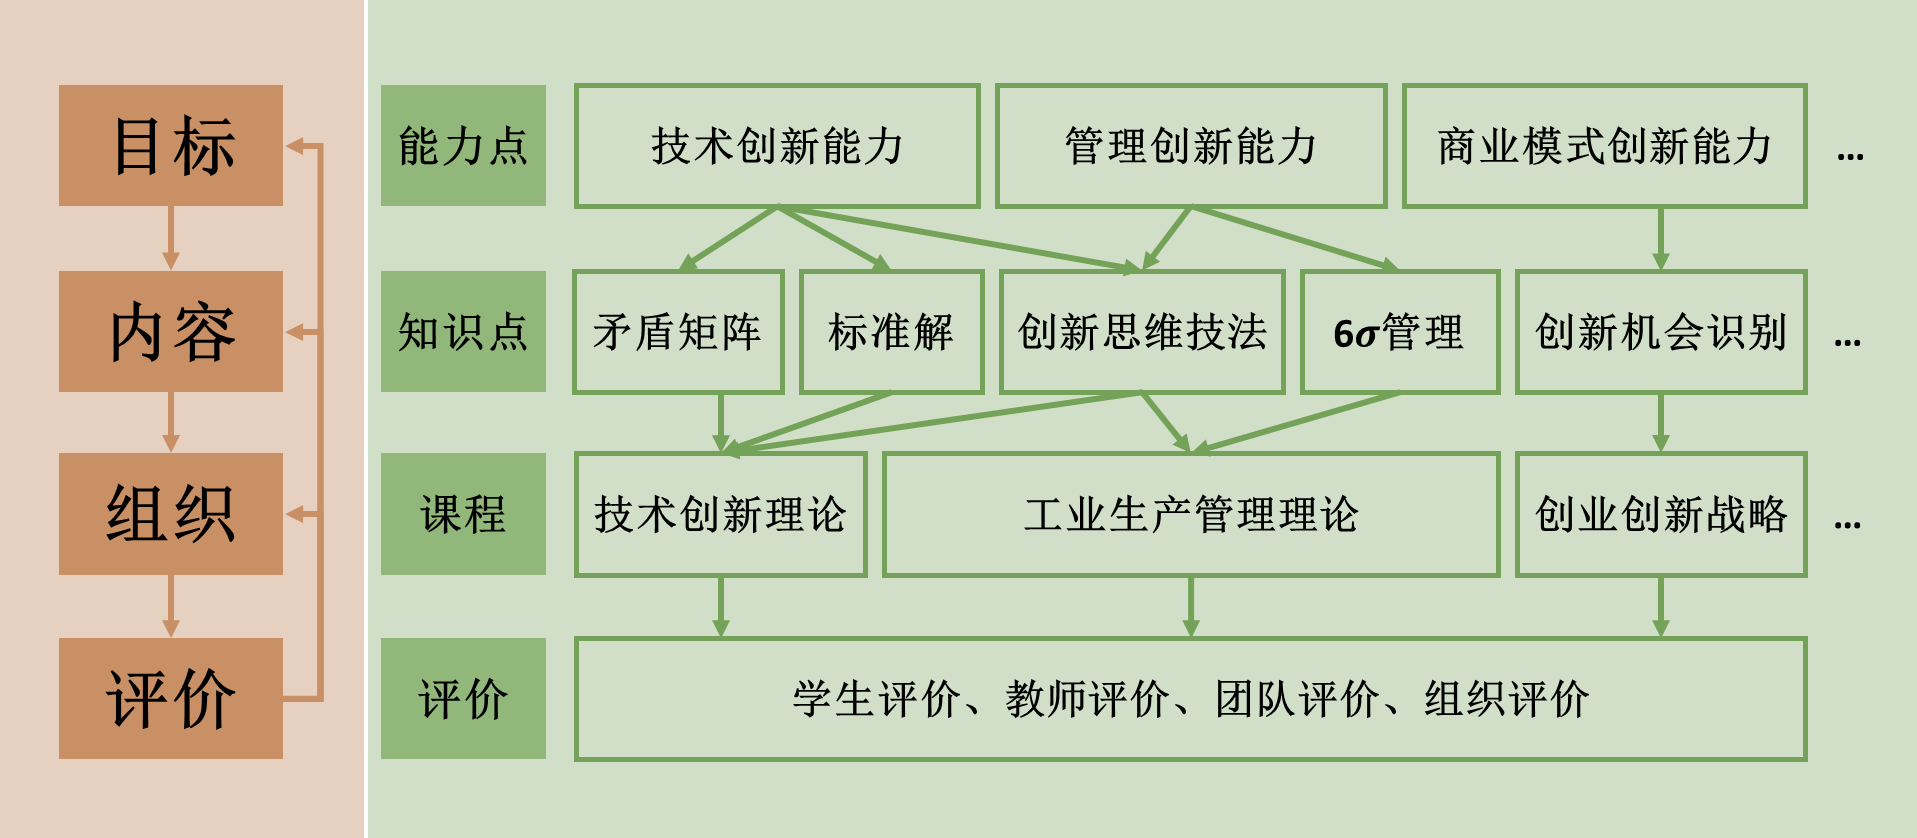 目标
能力点
技术创新能力
管理创新能力
商业模式创新能力
...
内容
知识点
矛盾矩阵
标准解
创新思维技法
6σ管理
创新机会识别
...
组织
课程
技术创新理论
工业生产管理理论
创业创新战略
...
评价
评价
学生评价、教师评价、团队评价、组织评价